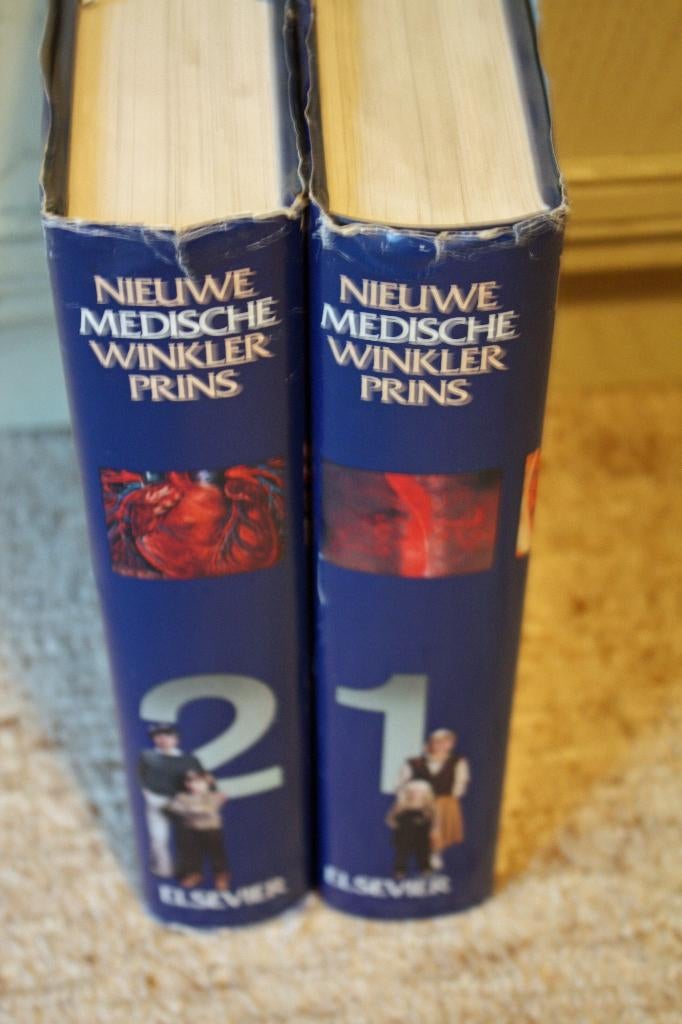 NIEUWE
MEDISCHE
WINKLER
PRINS
2
ELSEVIER
NIEUWE
MEDISCHE
WINKLER
PRINS
1
ELSEVIER